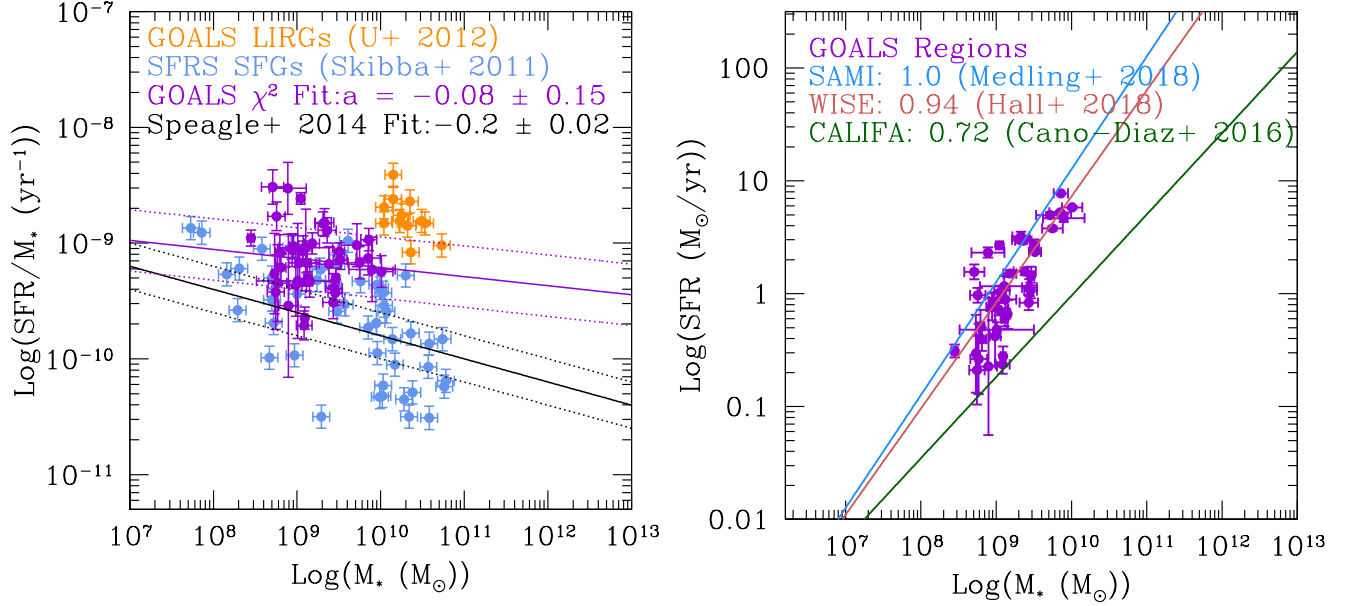 GOALS LIRGs (U+ 2012)
SFRS SFGs (Skibba+ 2011)
GOALS χ² Fit:a = −0.08 ± 0.15
Speagle+ 2014 Fit:−0.2 ± 0.02
Log(SFR/M* (yr⁻¹))
10⁻⁷
10⁻⁸
10⁻⁹
10⁻¹⁰
10⁻¹¹
10⁷ 10⁸ 10⁹ 10¹⁰ 10¹¹ 10¹² 10¹³
Log(M* (M☉))
GOALS Regions
SAMI: 1.0 (Medling+ 2018)
WISE: 0.94 (Hall+ 2018)
CALIFA: 0.72 (Cano−Diaz+ 2016)
Log(SFR (M☉/yr))
100
10
1
0.1
0.01
10⁷ 10⁸ 10⁹ 10¹⁰ 10¹¹ 10¹² 10¹³
Log(M* (M☉))